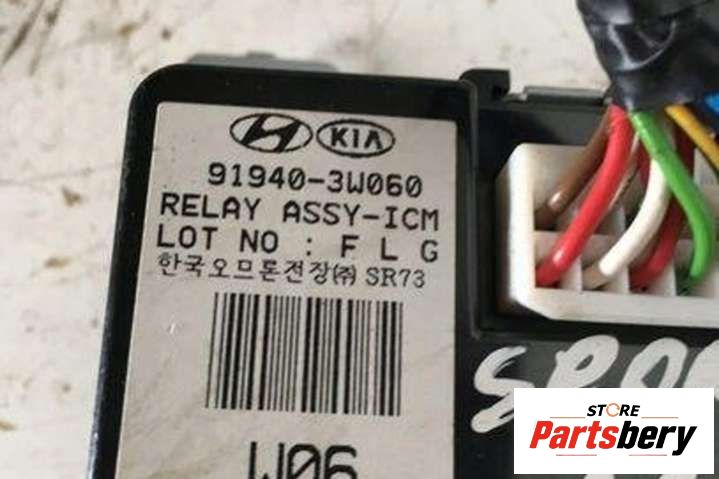 KIA
91940-3W060
RELAY ASSY-ICM
LOT NO : F L G
한국오므론전장㈜ SR73
W06
STORE
Partsbery